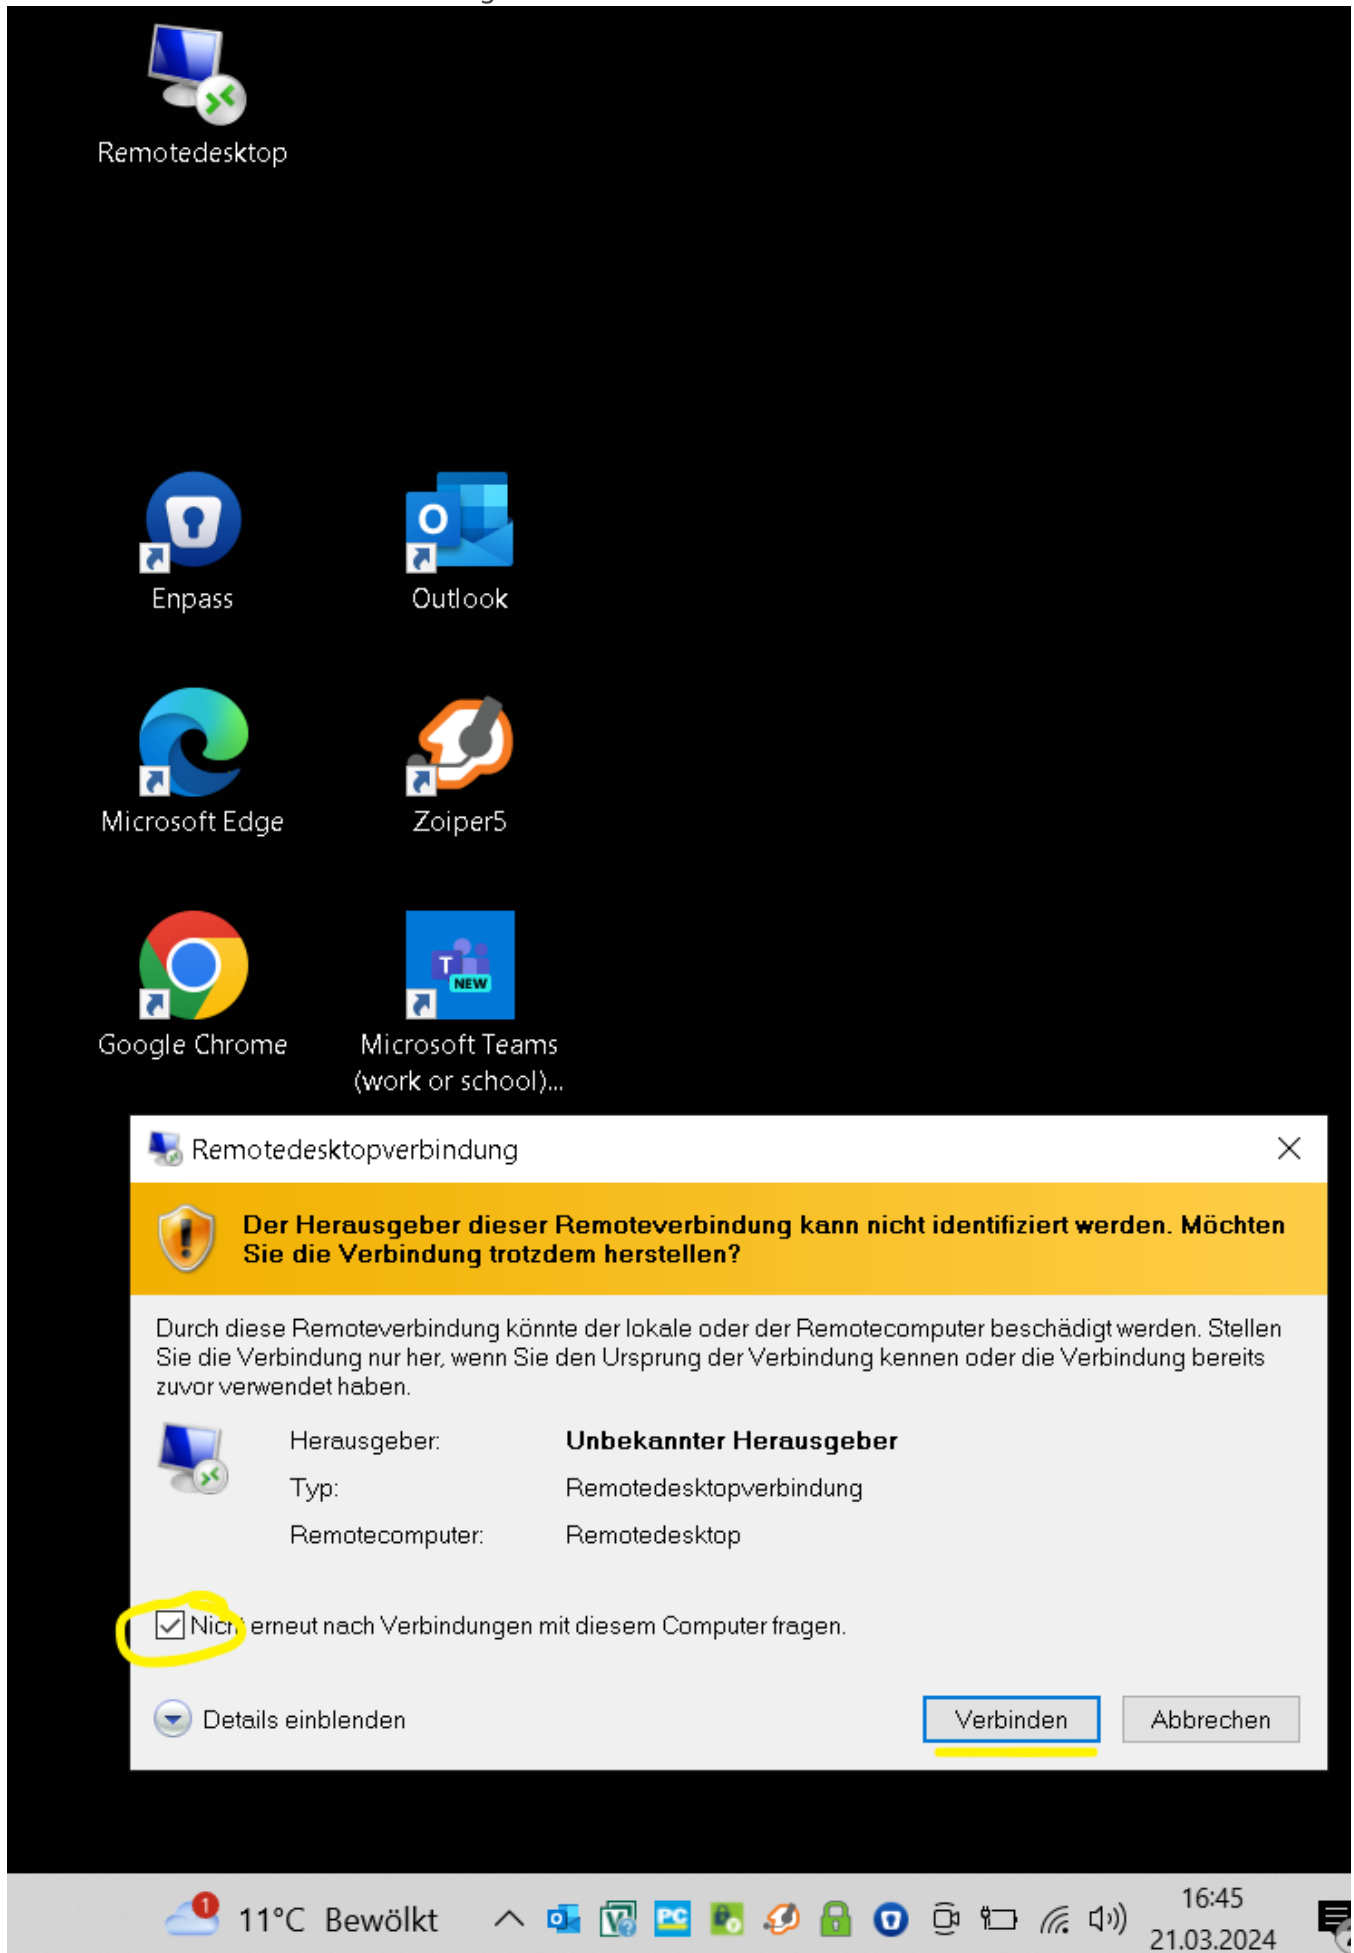 Remotedesktop
Enpass
Outlook
Microsoft Edge
Zoiper5
Google Chrome
Microsoft Teams
(work or school)...
T
NEW
Remotedesktopverbindung
Der Herausgeber dieser Remoteverbindung kann nicht identifiziert werden. Möchten
Sie die Verbindung trotzdem herstellen?
Durch diese Remoteverbindung könnte der lokale oder der Remotecomputer beschädigt werden. Stellen
Sie die Verbindung nur her, wenn Sie den Ursprung der Verbindung kennen oder die Verbindung bereits
zuvor verwendet haben.
Herausgeber: Unbekannter Herausgeber
Typ: Remotedesktopverbindung
Remotecomputer: Remotedesktop
Nicht erneut nach Verbindungen mit diesem Computer fragen.
Details einblenden
Verbinden
Abbrechen
1
11°C Bewölkt
PC
16:45
21.03.2024